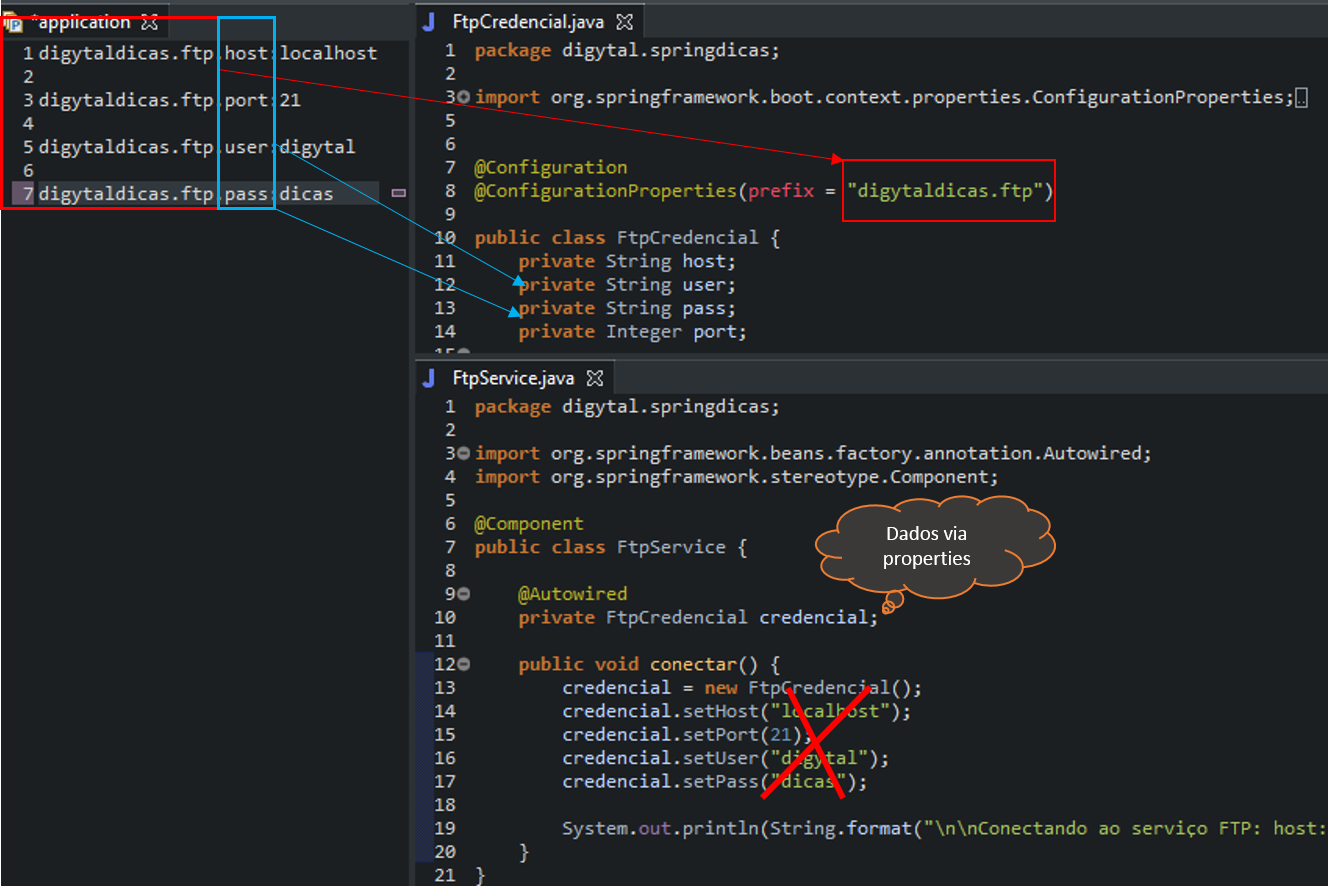 *application
1 digytaldicas.ftp.host:localhost
2
3 digytaldicas.ftp.port:21
4
5 digytaldicas.ftp.user:digytal
6
7 digytaldicas.ftp.pass:dicas
FtpCredencial.java
1 package digytal.springdicas;
2
3 import org.springframework.boot.context.properties.ConfigurationProperties;
5
6
7 @Configuration
8 @ConfigurationProperties(prefix = "digytaldicas.ftp")
9
10 public class FtpCredencial {
11 private String host;
12 private String user;
13 private String pass;
14 private Integer port;
15
FtpService.java
1 package digytal.springdicas;
2
3 import org.springframework.beans.factory.annotation.Autowired;
4 import org.springframework.stereotype.Component;
5
6 @Component
7 public class FtpService {
8
9 @Autowired
10 private FtpCredencial credencial;
11
12 public void conectar() {
13 credencial = new FtpCredencial();
14 credencial.setHost("localhost");
15 credencial.setPort(21);
16 credencial.setUser("digytal");
17 credencial.setPass("dicas");
18
19 System.out.println(String.format("\n\nConectando ao serviço FTP: host:
20 }
21 }
Dados via
properties